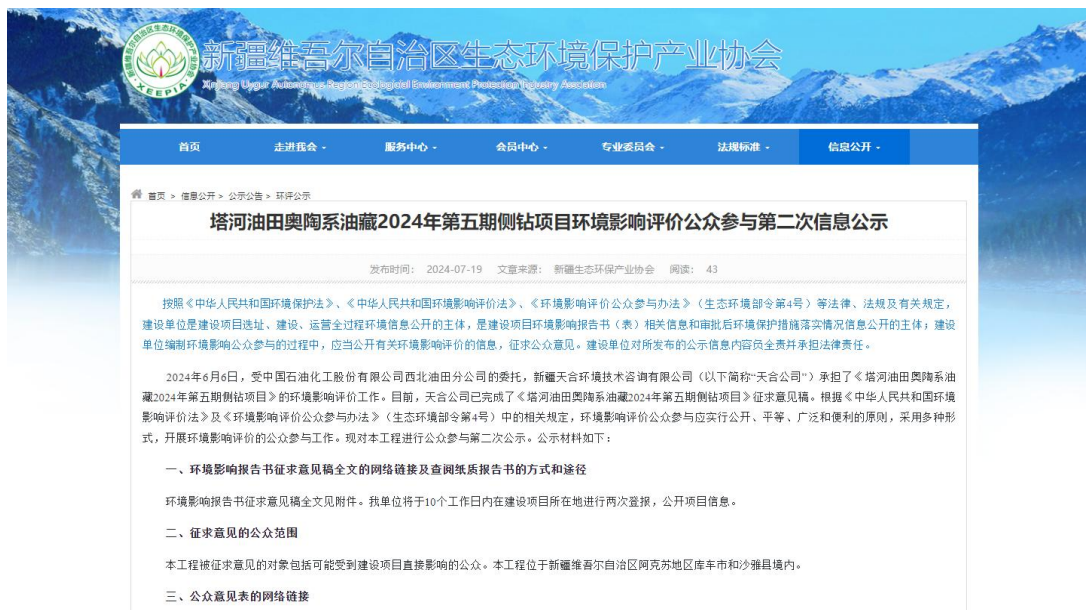 新疆维吾尔自治区生态环境保护产业协会
Xinjiang Uygur Autonomous Region Ecological Environment Protection Industry Association
XEEPIA
首页 走进我会 服务中心 会员中心 专业委员会 法规标准 信息公开
首页 > 信息公开 > 公示公告 > 环评公示
塔河油田奥陶系油藏2024年第五期侧钻项目环境影响评价公众参与第二次信息公示
发布时间: 2024-07-19 文章来源: 新疆生态环保产业协会 阅读: 43
按照《中华人民共和国环境保护法》、《中华人民共和国环境影响评价法》、《环境影响评价公众参与办法》(生态环境部令第4号)等法律、法规及有关规定,
建设单位是建设项目选址、建设、运营全过程环境信息公开的主体,是建设项目环境影响报告书(表)相关信息和审批后环境保护措施落实情况信息公开的主体;建设
单位编制环境影响公众参与的过程中,应当公开有关环境影响评价的信息,征求公众意见。建设单位对所发布的公示信息内容负全责并承担法律责任。
2024年6月6日,受中国石油化工股份有限公司西北油田分公司的委托,新疆天合环境技术咨询有限公司(以下简称“天合公司”)承担了《塔河油田奥陶系油
藏2024年第五期侧钻项目》的环境影响评价工作。目前,天合公司已完成了《塔河油田奥陶系油藏2024年第五期侧钻项目》征求意见稿。根据《中华人民共和国环境
影响评价法》及《环境影响评价公众参与办法》(生态环境部令第4号)中的相关规定,环境影响评价公众参与应实行公开、平等、广泛和便利的原则,采用多种形
式,开展环境影响评价的公众参与工作。现对本工程进行公众参与第二次公示。公示材料如下:
一、环境影响报告书征求意见稿全文的网络链接及查阅纸质报告书的方式和途径
环境影响报告书征求意见稿全文见附件。我单位将于10个工作日内在建设项目所在地进行两次登报,公开项目信息。
二、征求意见的公众范围
本工程被征求意见的对象包括可能受到建设项目直接影响的公众。本工程位于新疆维吾尔自治区阿克苏地区库车市和沙雅县境内。
三、公众意见表的网络链接